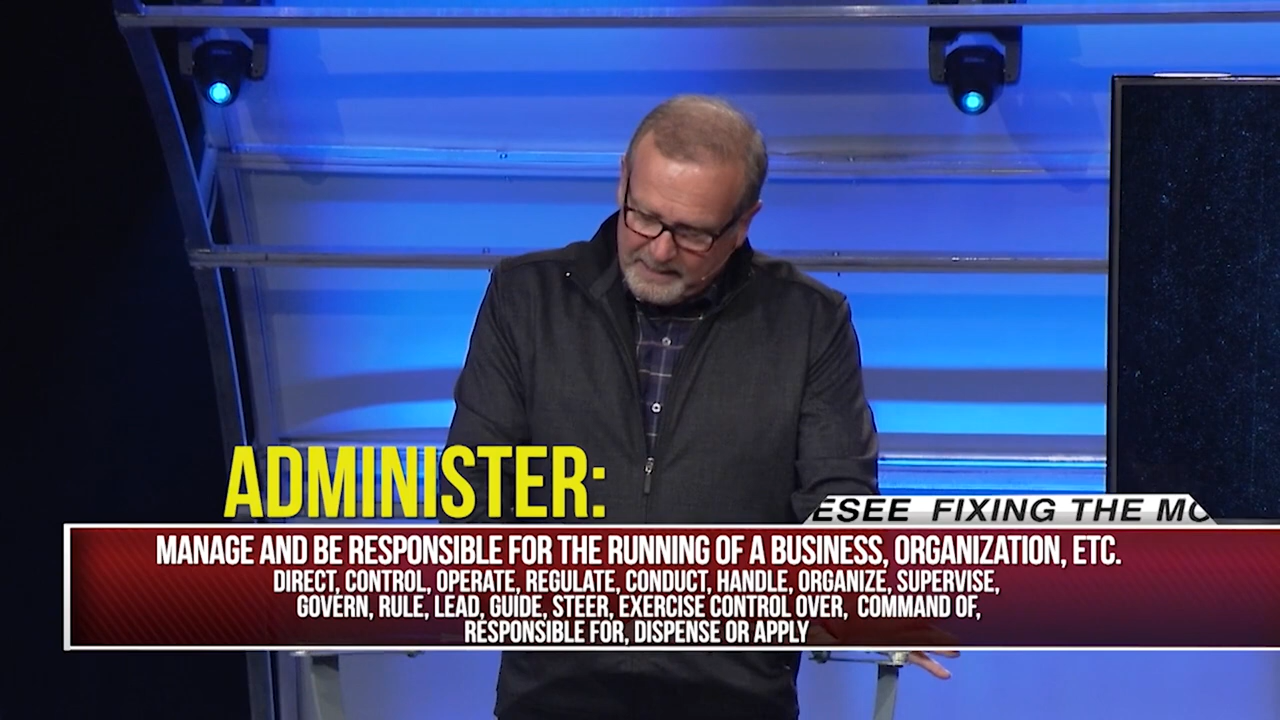 ADMINISTER:
ESEE FIXING THE MO
MANAGE AND BE RESPONSIBLE FOR THE RUNNING OF A BUSINESS, ORGANIZATION, ETC.
DIRECT, CONTROL, OPERATE, REGULATE, CONDUCT, HANDLE, ORGANIZE, SUPERVISE,
GOVERN, RULE, LEAD, GUIDE, STEER, EXERCISE CONTROL OVER, COMMAND OF,
RESPONSIBLE FOR, DISPENSE OR APPLY